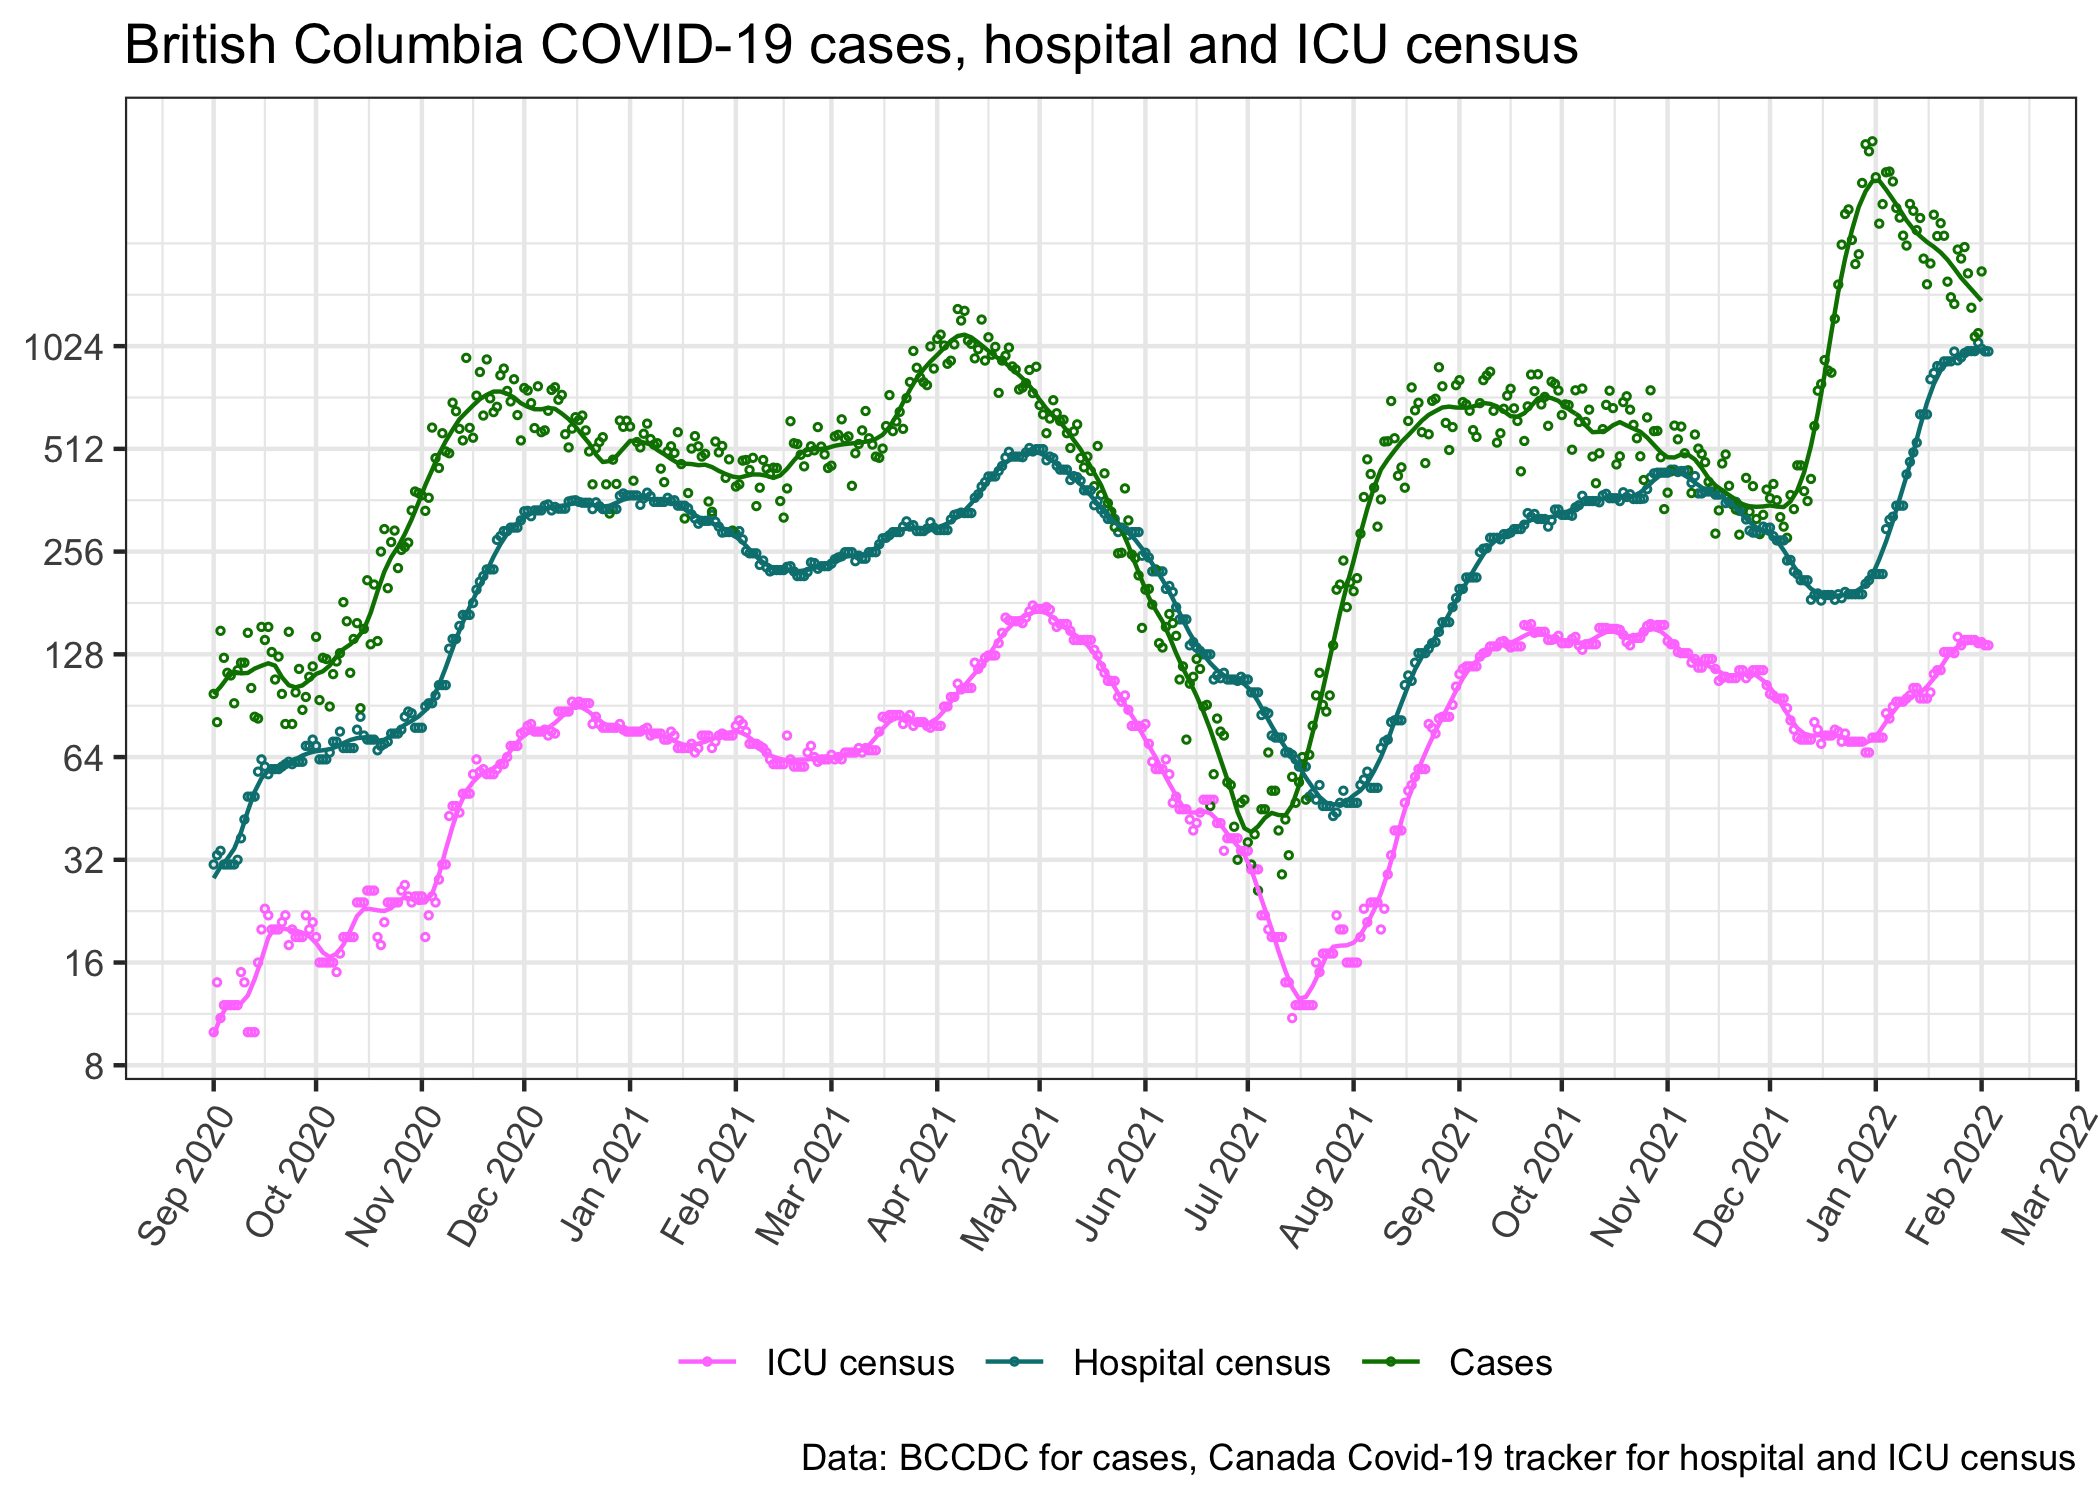 British Columbia COVID-19 cases, hospital and ICU census
1024
512
256
128
64
32
16
8
Sep 2020
Oct 2020
Nov 2020
Dec 2020
Jan 2021
Feb 2021
Mar 2021
Apr 2021
May 2021
Jun 2021
Jul 2021
Aug 2021
Sep 2021
Oct 2021
Nov 2021
Dec 2021
Jan 2022
Feb 2022
Mar 2022
ICU census Hospital census Cases
Data: BCCDC for cases, Canada Covid-19 tracker for hospital and ICU census